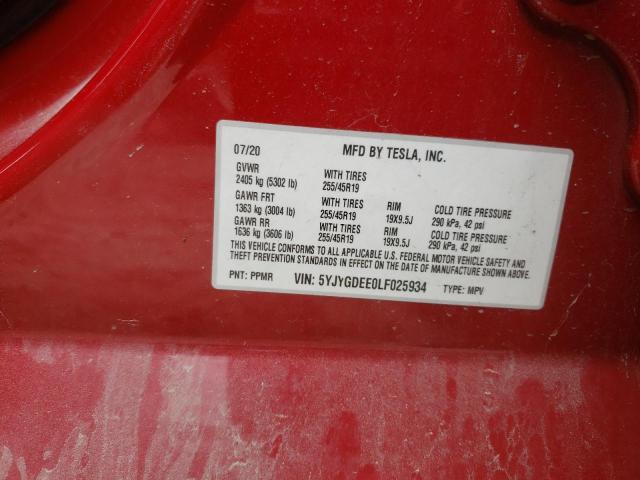 07/20 MFD BY TESLA, INC.
GVWR
2405 kg (5302 lb) WITH TIRES 255/45R19
GAWR FRT WITH TIRES RIM COLD TIRE PRESSURE
1363 kg (3004 lb) 255/45R19 19X9.5J 290 kPa, 42 psi
GAWR RR WITH TIRES RIM COLD TIRE PRESSURE
1636 kg (3606 lb) 255/45R19 19X9.5J 290 kPa, 42 psi
THIS VEHICLE CONFORMS TO ALL APPLICABLE U.S. FEDERAL MOTOR VEHICLE SAFETY AND
THEFT PREVENTION STANDARDS IN EFFECT ON THE DATE OF MANUFACTURE SHOWN ABOVE.
PNT: PPMR VIN: 5YJYGDEE0LF025934 TYPE: MPV